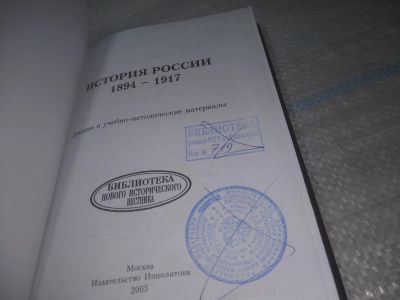 ИСТОРИЯ РОССИИ
1894 – 1917
Лекции и учебно-методические материалы
БИБЛИОТЕКА
Инв. № 719
БИБЛИОТЕКА
НОВОГО ИСТОРИЧЕСКОГО
ВЕСТНИКА
Москва
Издательство Ипполитова
2005